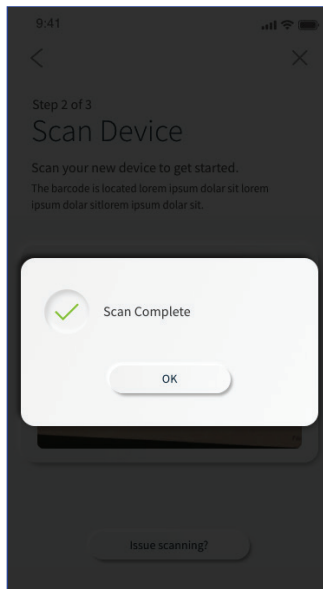 9:41
Step 2 of 3
Scan Device
Scan your new device to get started.
The barcode is located lorem ipsum dolar sit lorem
ipsum dolar sitlorem ipsum dolar sit.
Scan Complete
OK
Issue scanning?